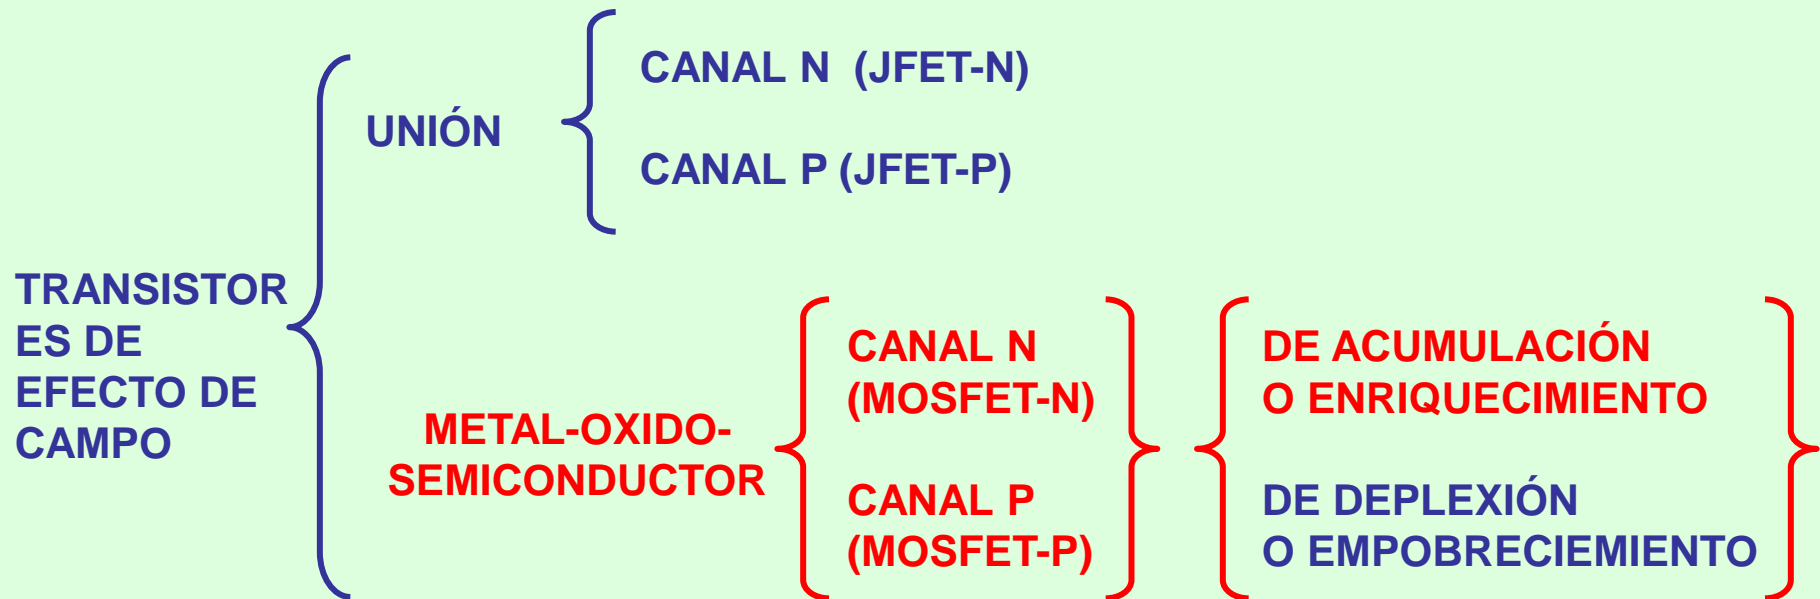 TRANSISTOR
ES DE
EFECTO DE
CAMPO
UNIÓN
CANAL N (JFET-N)
CANAL P (JFET-P)
METAL-OXIDO-
SEMICONDUCTOR
CANAL N
(MOSFET-N)
CANAL P
(MOSFET-P)
DE ACUMULACIÓN
O ENRIQUECIMIENTO
DE DEPLEXIÓN
O EMPOBRECIEMIENTO